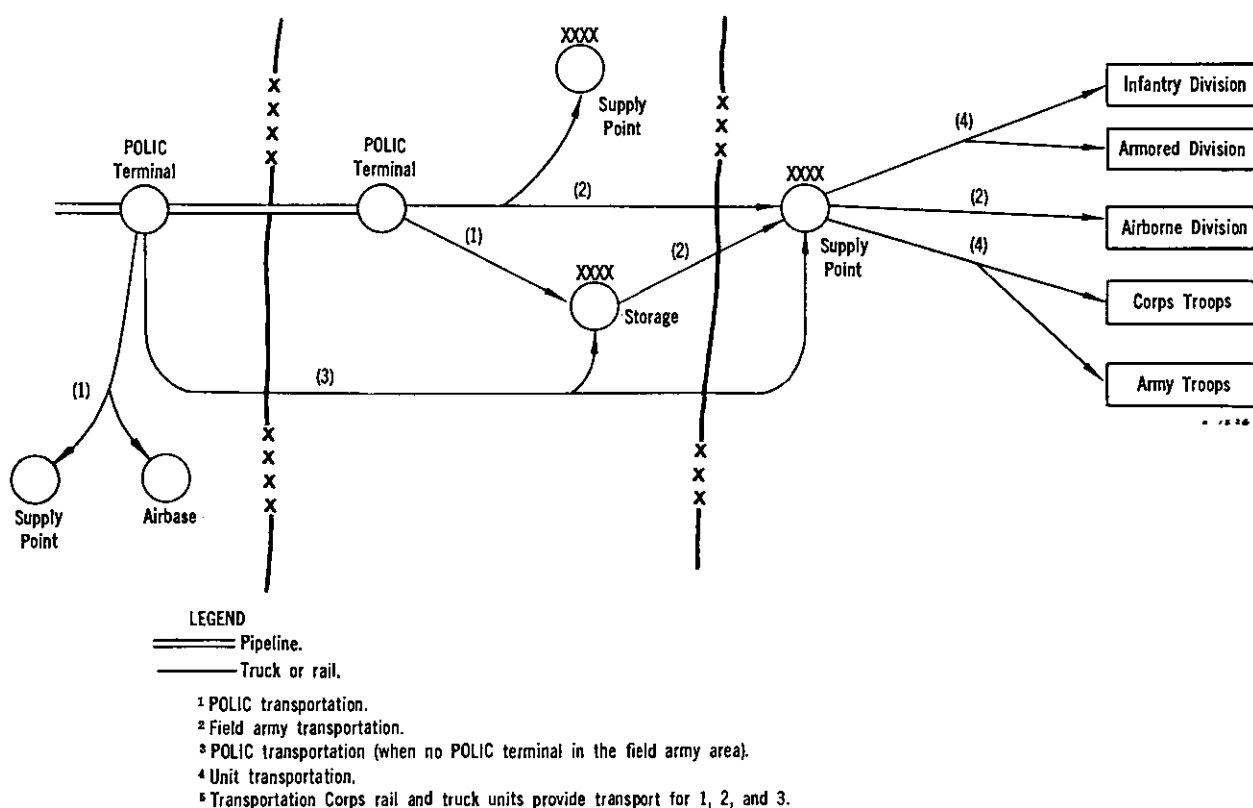 XXXX
Supply
Point
POLIC
Terminal
X
X
X
X
POLIC
Terminal
(2)
(1)
XXXX
Storage
(2)
X
X
X
X
XXXX
Supply
Point
(4)
Infantry Division
Armored Division
(2)
Airborne Division
(4)
Corps Troops
Army Troops
(3)
(1)
Supply
Point
Airbase
X
X
X
X
X
X
X
LEGEND
Pipeline.
Truck or rail.
¹ POLIC transportation.
² Field army transportation.
³ POLIC transportation (when no POLIC terminal in the field army area).
⁴ Unit transportation.
⁵ Transportation Corps rail and truck units provide transport for 1, 2, and 3.